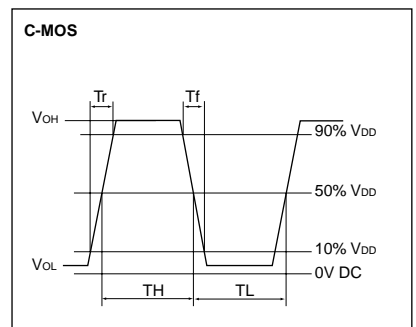 C-MOS
Tr Tf
VOH
90% VDD
50% VDD
10% VDD
VOL
0V DC
TH TL